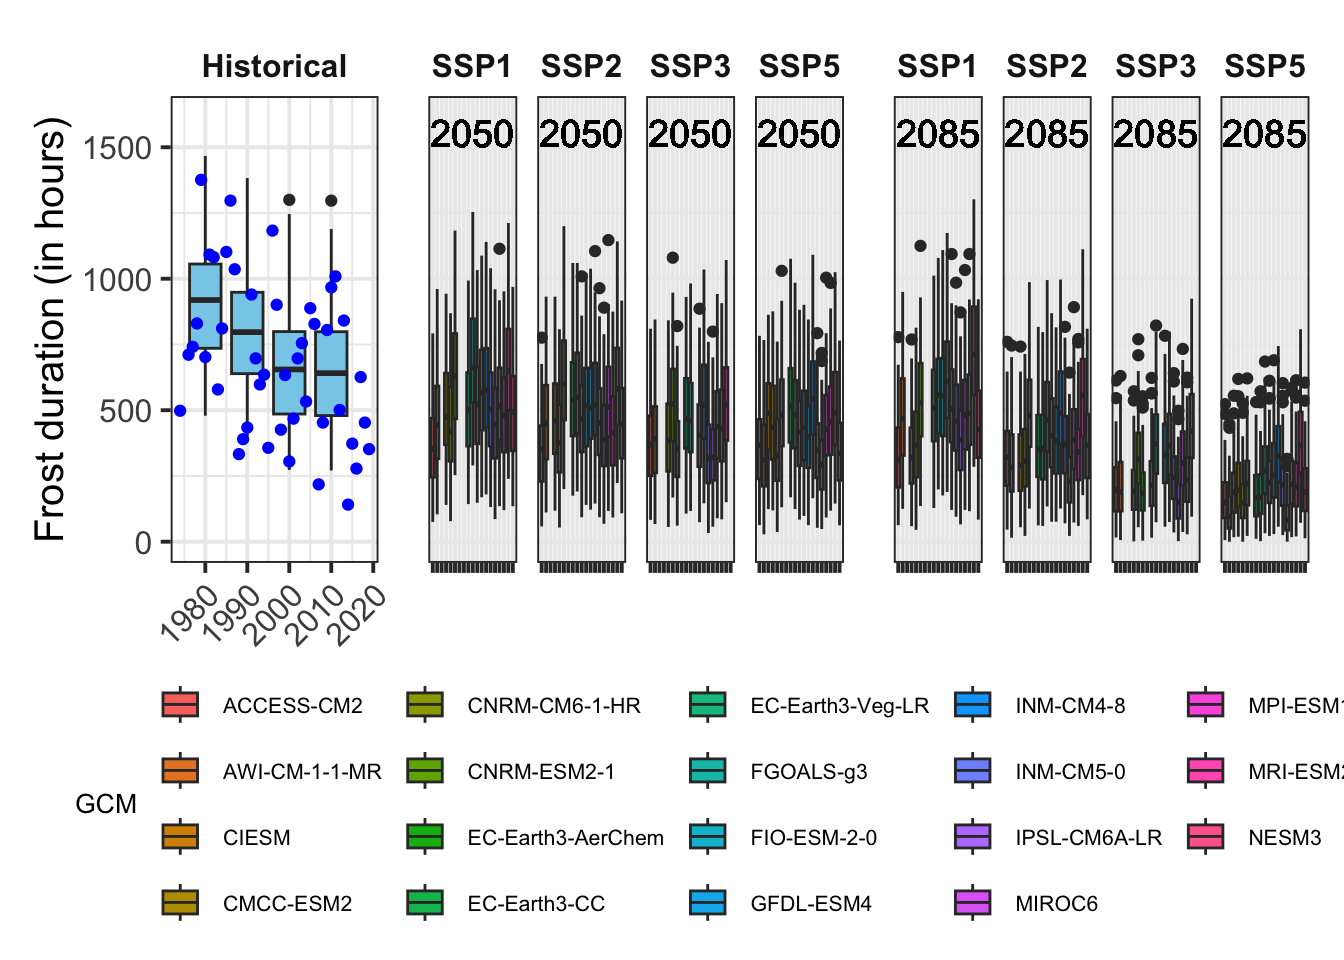 Historical SSP1 SSP2 SSP3 SSP5 SSP1 SSP2 SSP3 SSP5
2050 2050 2050 2050 2085 2085 2085 2085
Frost duration (in hours)
1500
1000
500
0
1980 1990 2000 2010 2020
GCM
ACCESS-CM2 CNRM-CM6-1-HR EC-Earth3-Veg-LR INM-CM4-8 MPI-ESM1
AWI-CM-1-1-MR CNRM-ESM2-1 FGOALS-g3 INM-CM5-0 MRI-ESM2
CIESM EC-Earth3-AerChem FIO-ESM-2-0 IPSL-CM6A-LR NESM3
CMCC-ESM2 EC-Earth3-CC GFDL-ESM4 MIROC6